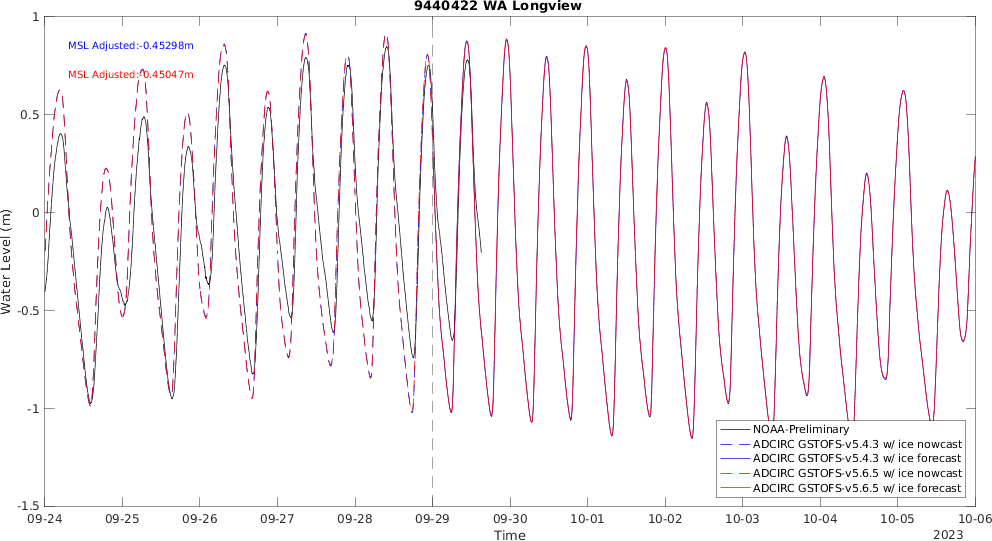 9440422 WA Longview
MSL Adjusted:-0.45298m
MSL Adjusted:-0.45047m
Water Level (m)
1
0.5
0
-0.5
-1
-1.5
NOAA-Preliminary
ADCIRC GSTOFS-v5.4.3 w/ ice nowcast
ADCIRC GSTOFS-v5.4.3 w/ ice forecast
ADCIRC GSTOFS-v5.6.5 w/ ice nowcast
ADCIRC GSTOFS-v5.6.5 w/ ice forecast
09-24 09-25 09-26 09-27 09-28 09-29 09-30 10-01 10-02 10-03 10-04 10-05 10-06
Time
2023